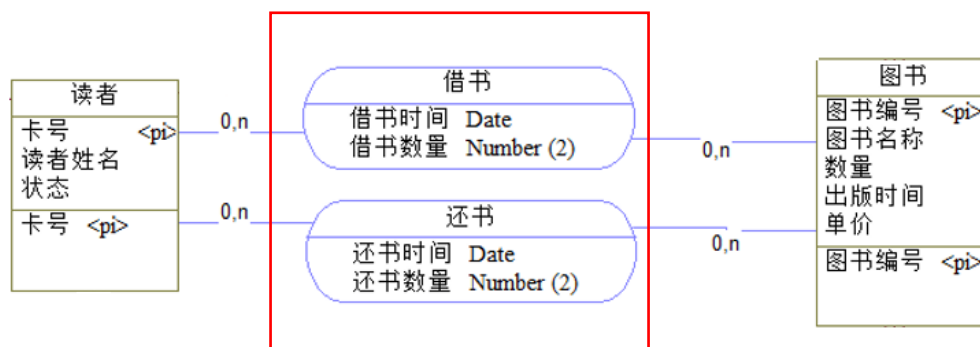 读者
卡号 <pi>
读者姓名
状态
卡号 <pi>
0,n
0,n
借书
借书时间 Date
借书数量 Number (2)
还书
还书时间 Date
还书数量 Number (2)
0,n
0,n
图书
图书编号 <pi>
图书名称
数量
出版时间
单价
图书编号 <pi>